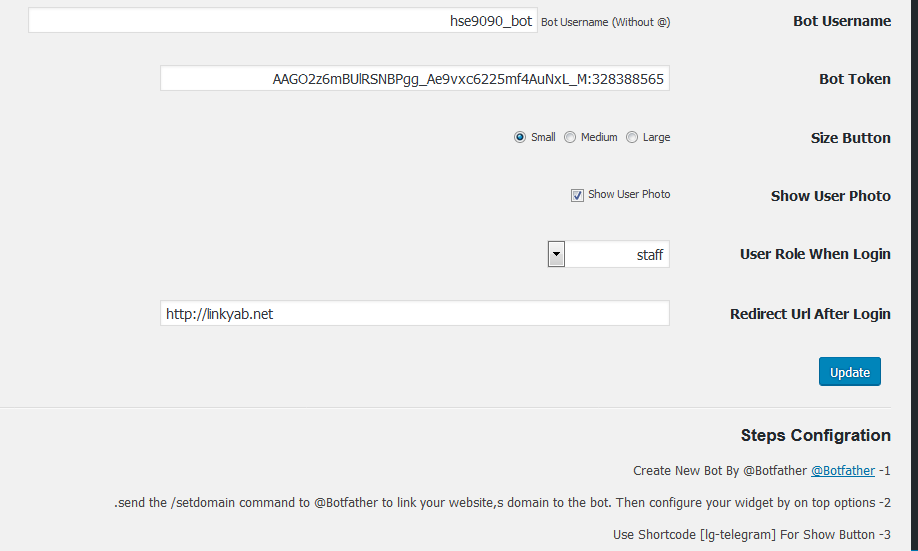 Bot Username hse9090_bot Bot Username (Without @)
Bot Token AAGO2z6mBUlRSNBPgg_Ae9vxc6225mf4AuNxL_M:328388565
Size Button Small Medium Large
Show User Photo Show User Photo
User Role When Login staff
Redirect Url After Login http://linkyab.net
Update
Steps Configration
Create New Bot By @Botfather @Botfather -1
.send the /setdomain command to @Botfather to link your website,s domain to the bot. Then configure your widget by on top options -2
Use Shortcode [lg-telegram] For Show Button -3